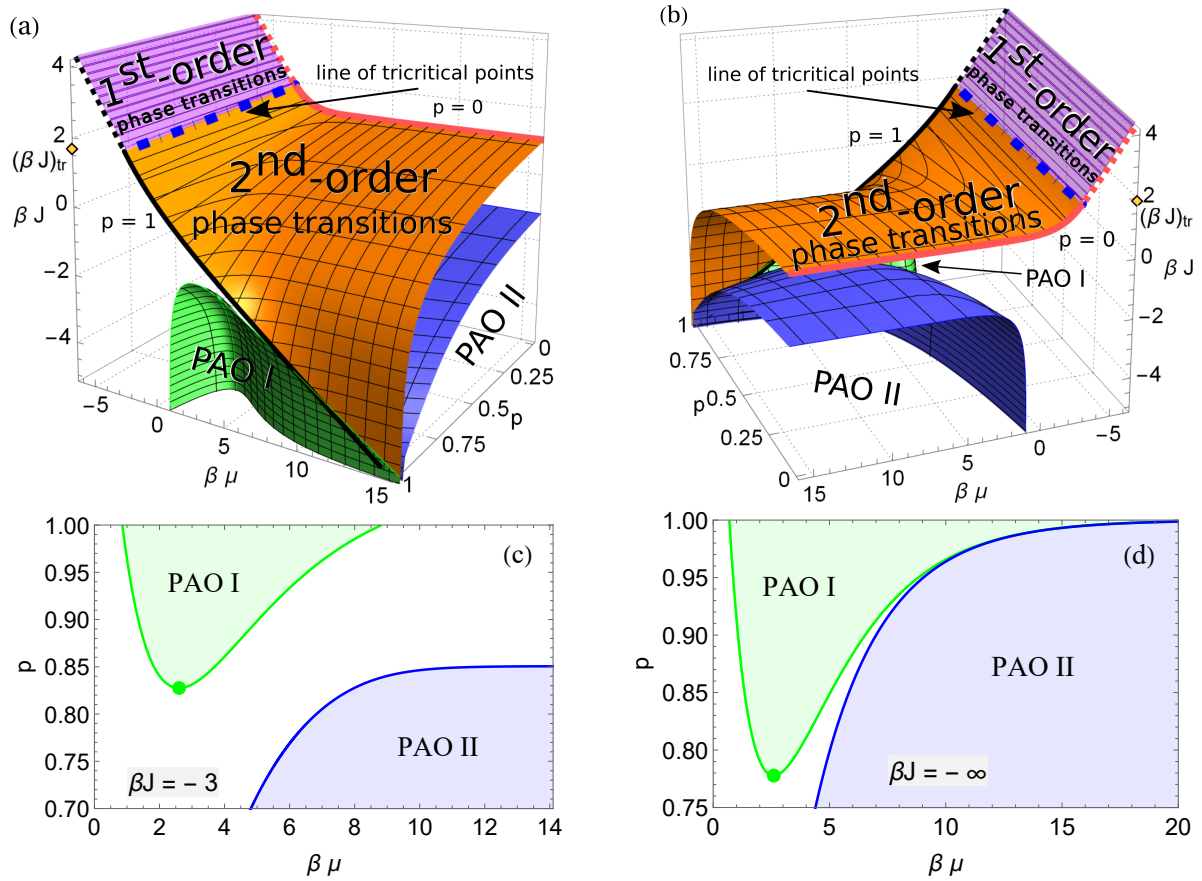 (a)
4
2
(β J)tr
0
β J
−2
−4
1st-order
phase transitions
line of tricritical points
p = 0
2nd-order
phase transitions
p = 1
PAO I
PAO II
−5
0
5
10
15
β μ
0
0.25
0.5
p
0.75
1
(b)
line of tricritical points
1st-order
phase transitions
p = 1
2nd-order
phase transitions
p = 0
PAO I
PAO II
4
2
(β J)tr
0
β J
−2
−4
1
0.75
p
0.5
0.25
0
15
10
5
0
−5
β μ
(c)
1.00
0.95
0.90
p
0.85
0.80
0.75
0.70
PAO I
PAO II
βJ = − 3
0
2
4
6
8
10
12
14
β μ
(d)
1.00
0.95
0.90
p
0.85
0.80
0.75
PAO I
PAO II
βJ = − ∞
0
5
10
15
20
β μ